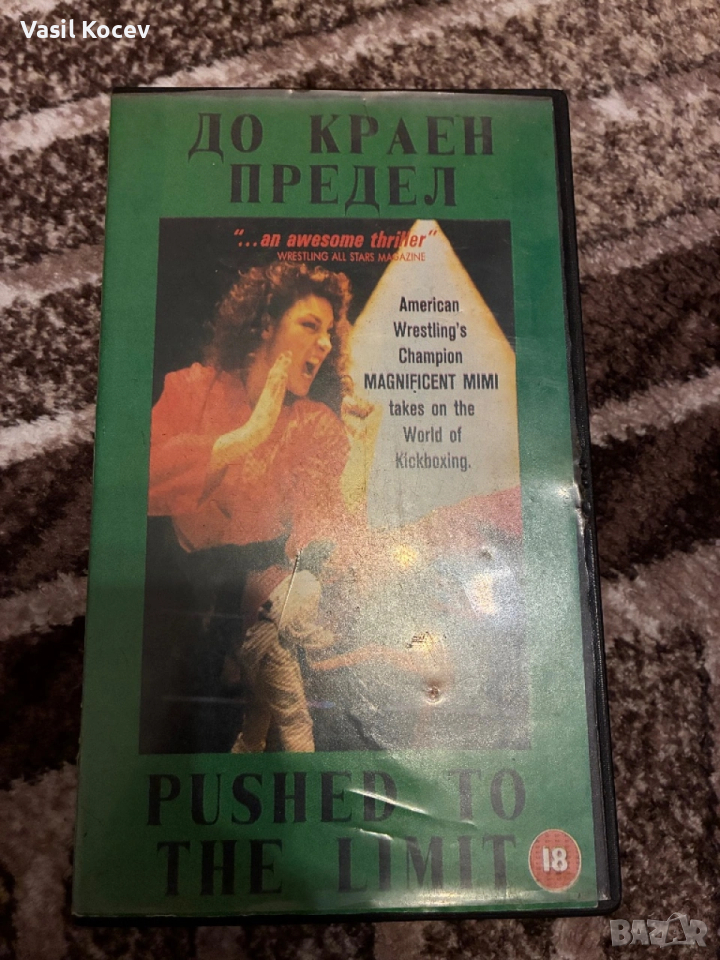 Vasil Kocev
ДО КРАЕН
ПРЕДЕЛ
"...an awesome thriller"
WRESTLING ALL STARS MAGAZINE
American
Wrestling's
Champion
MAGNIFICENT MIMI
takes on the
World of
Kickboxing.
PUSHED TO
THE LIMIT
18
BAZAR